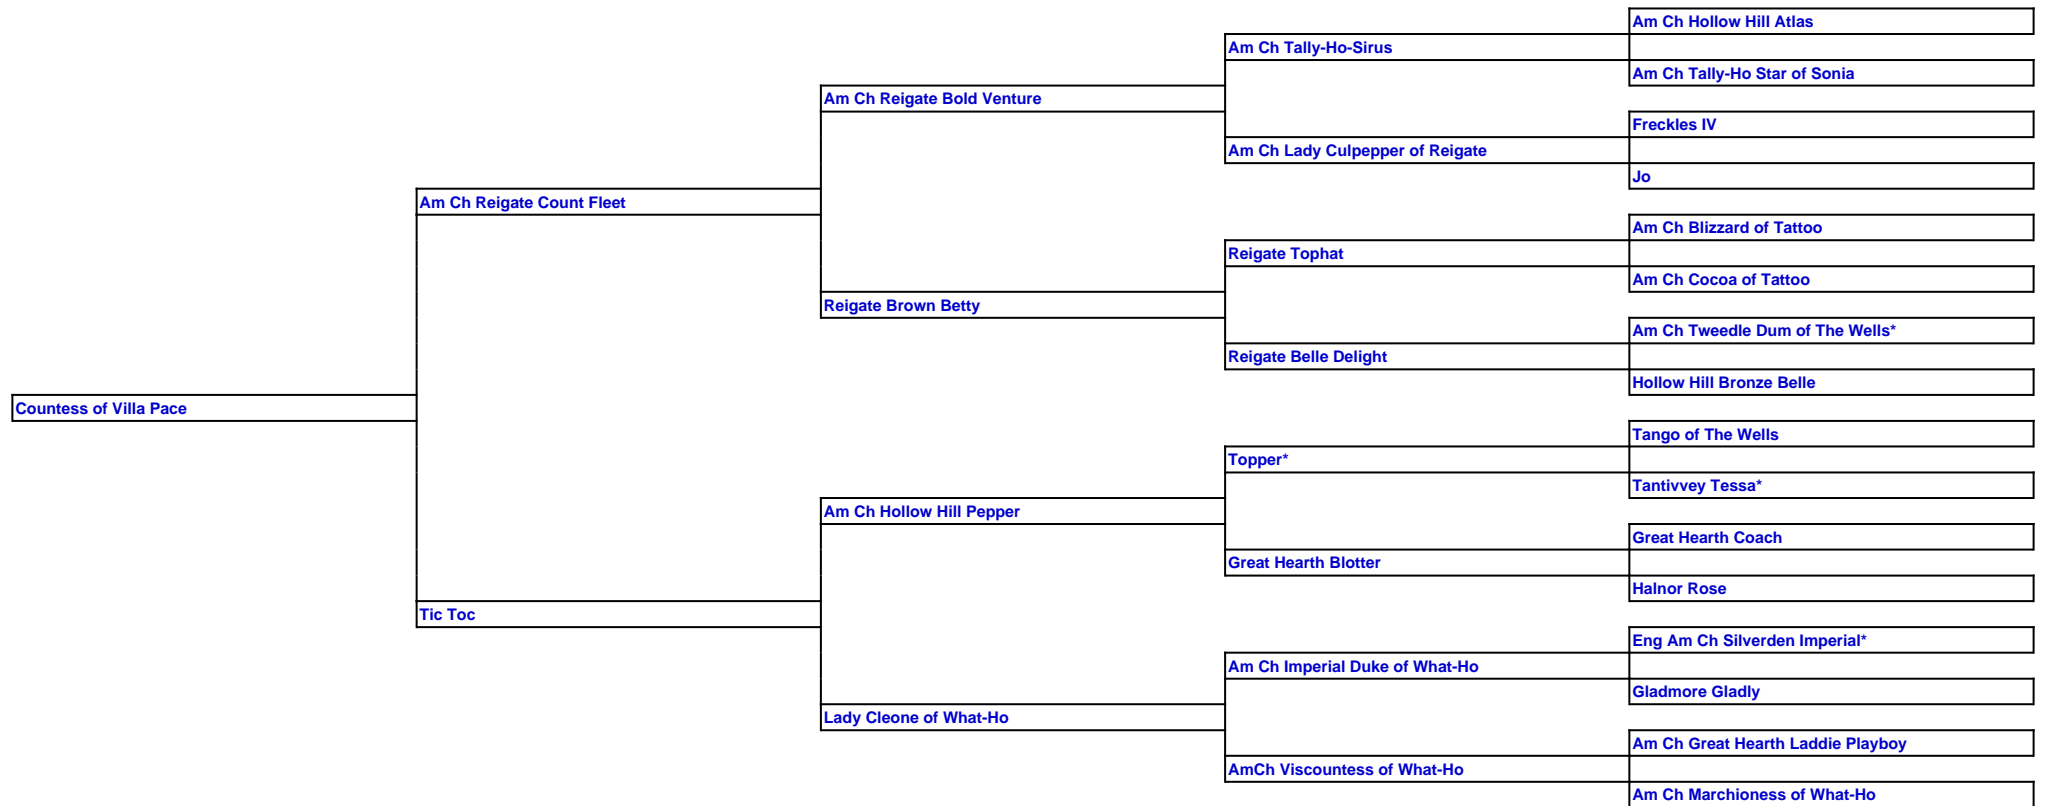 Am Ch Hollow Hill Atlas
Am Ch Tally-Ho-Sirus
Am Ch Tally-Ho Star of Sonia
Am Ch Reigate Bold Venture
Freckles IV
Am Ch Lady Culpepper of Reigate
Jo
Am Ch Reigate Count Fleet
Am Ch Blizzard of Tattoo
Reigate Tophat
Am Ch Cocoa of Tattoo
Reigate Brown Betty
Am Ch Tweedle Dum of The Wells*
Reigate Belle Delight
Hollow Hill Bronze Belle
Countess of Villa Pace
Tango of The Wells
Topper*
Tantivvey Tessa*
Am Ch Hollow Hill Pepper
Great Hearth Coach
Great Hearth Blotter
Halnor Rose
Tic Toc
Eng Am Ch Silverden Imperial*
Am Ch Imperial Duke of What-Ho
Gladmore Gladly
Lady Cleone of What-Ho
Am Ch Great Hearth Laddie Playboy
AmCh Viscountess of What-Ho
Am Ch Marchioness of What-Ho